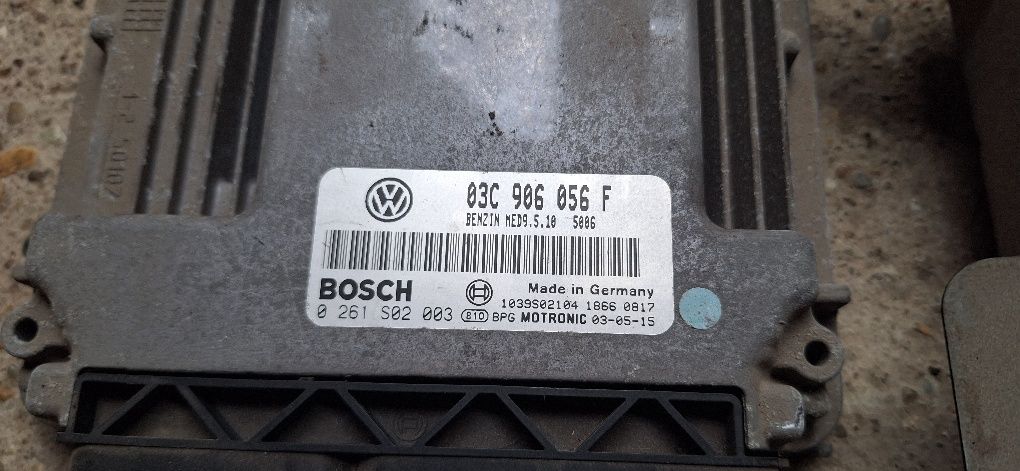 03C 906 056 F
BENZIN MED9.5.10 5006
BOSCH
Made in Germany
1039S02104 1866 0817
0 261 S02 003 810 BPG MOTRONIC 03-05-15